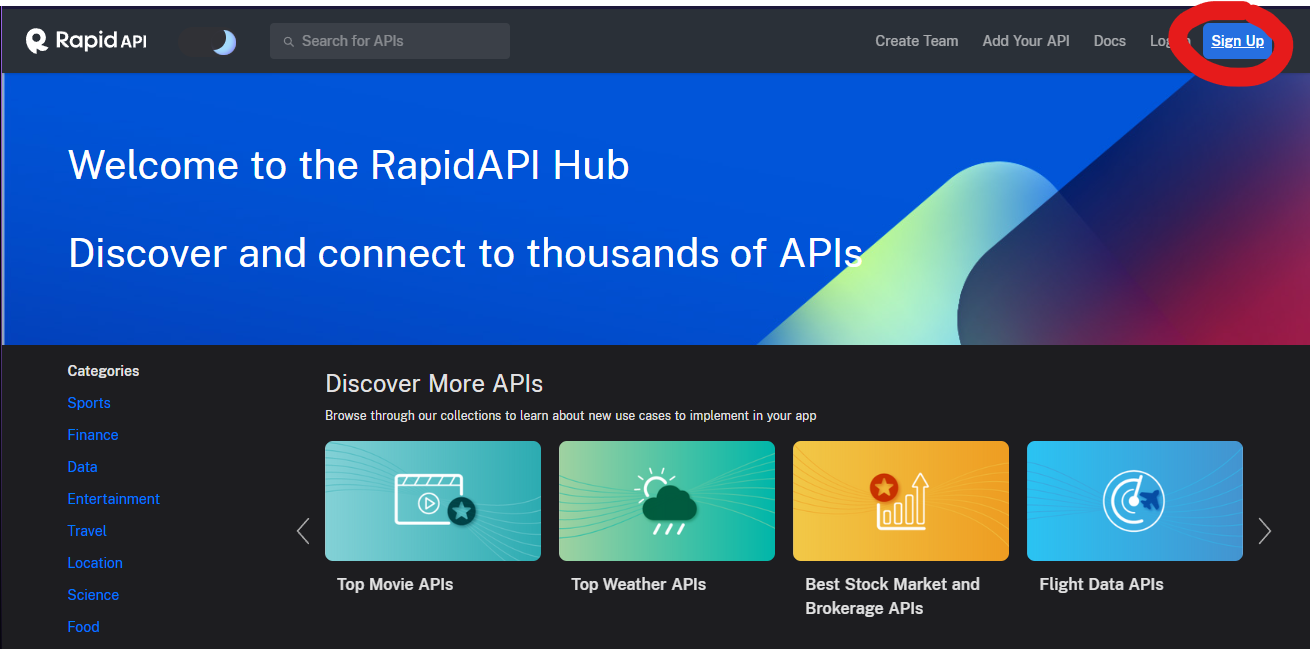 Rapid API
Search for APIs
Create Team
Add Your API
Docs
Sign Up
Welcome to the RapidAPI Hub
Discover and connect to thousands of APIs
Categories
Sports
Finance
Data
Entertainment
Travel
Location
Science
Food
Discover More APIs
Browse through our collections to learn about new use cases to implement in your app
Top Movie APIs
Top Weather APIs
Best Stock Market and
Brokerage APIs
Flight Data APIs